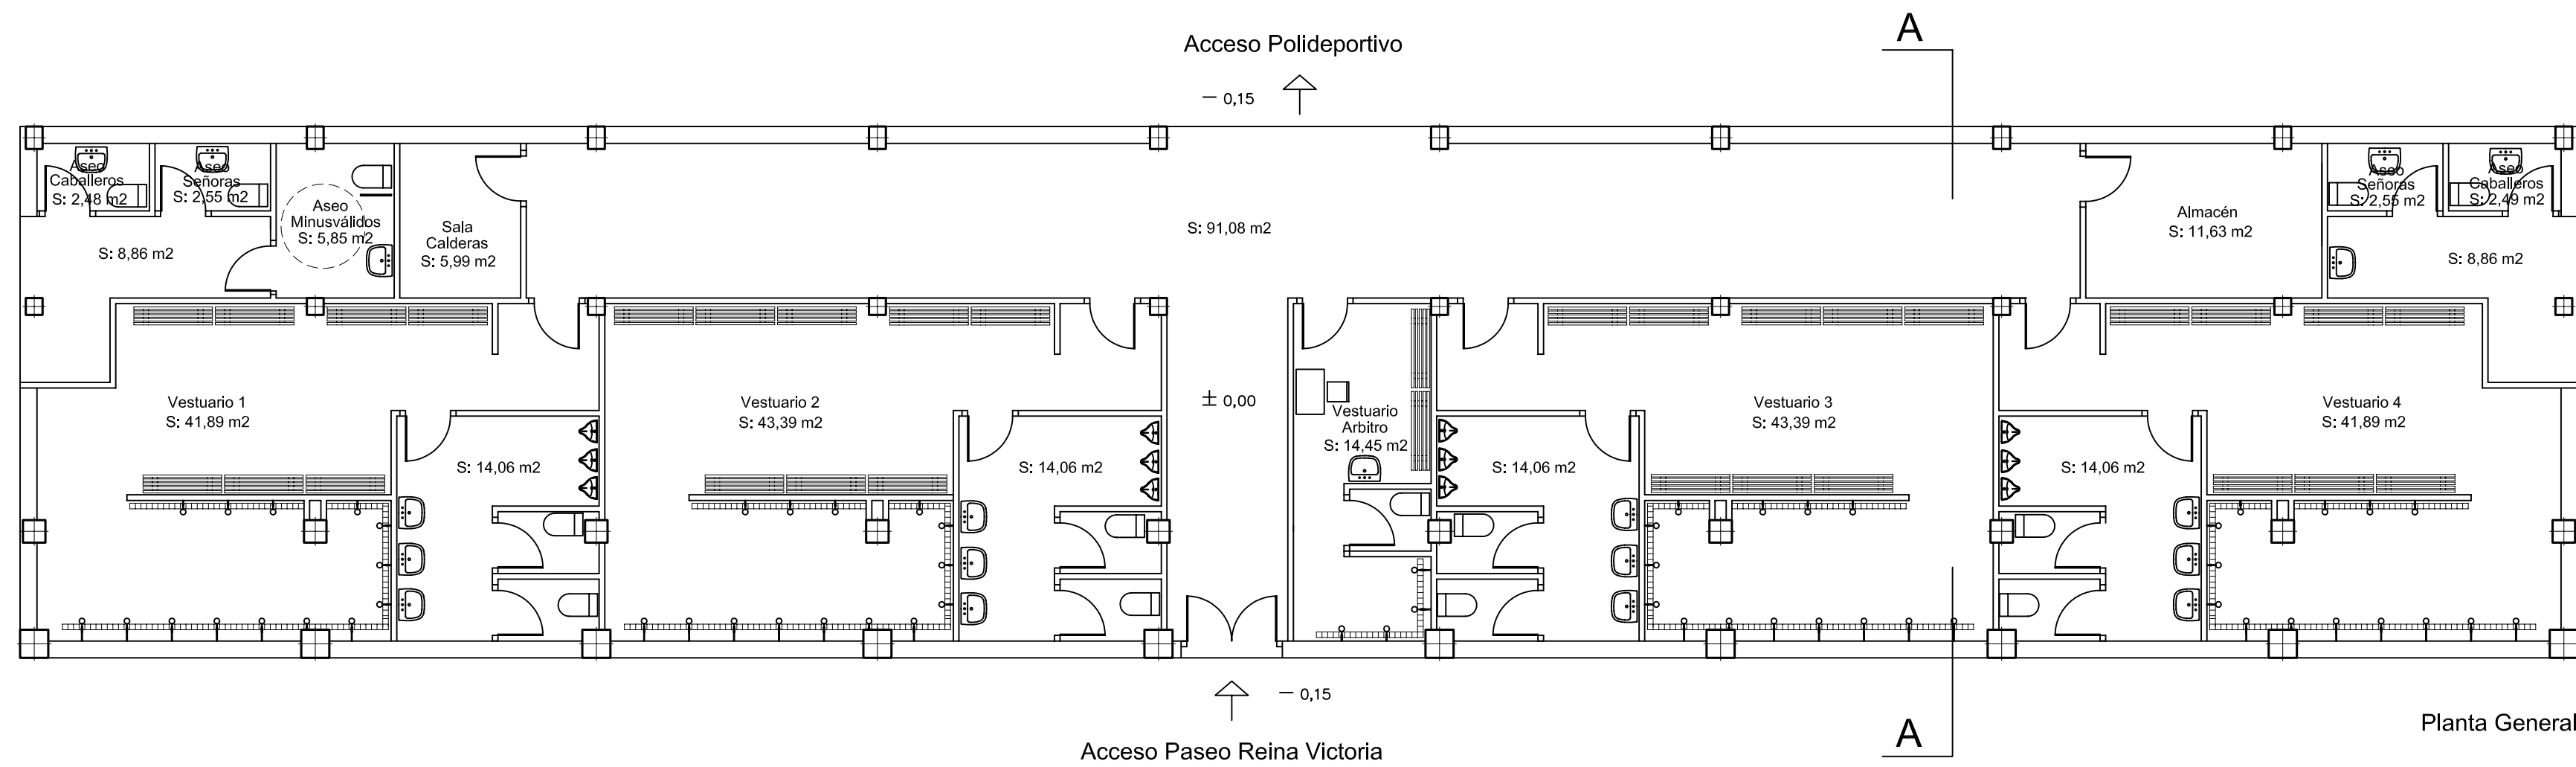 A
Acceso Polideportivo
− 0,15
Aseo
Caballeros
S: 2,48 m2
Aseo
Señoras
S: 2,55 m2
Aseo
Minusválidos
S: 5,85 m2
Sala
Calderas
S: 5,99 m2
S: 8,86 m2
S: 91,08 m2
Almacén
S: 11,63 m2
Aseo
Señoras
S: 2,55 m2
Aseo
Caballeros
S: 2,49 m2
S: 8,86 m2
Vestuario 1
S: 41,89 m2
S: 14,06 m2
Vestuario 2
S: 43,39 m2
S: 14,06 m2
± 0,00
Vestuario
Arbitro
S: 14,45 m2
S: 14,06 m2
Vestuario 3
S: 43,39 m2
S: 14,06 m2
Vestuario 4
S: 41,89 m2
− 0,15
Acceso Paseo Reina Victoria
A
Planta General